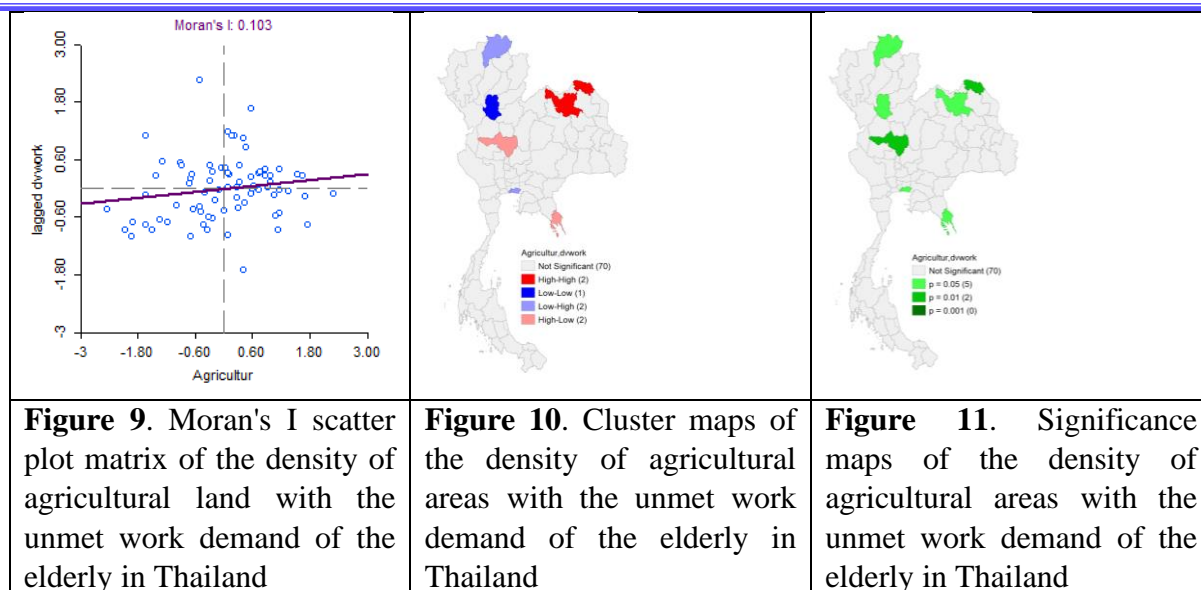 Moran's I: 0.103
3.00
1.80
0.60
-0.60
-1.80
-3
lagged dvwork
-3 -1.80 -0.60 0.60 1.80 3.00
Agricultur
Agricultur,dvwork
Not Significant (70)
High-High (2)
Low-Low (1)
Low-High (2)
High-Low (2)
Agricultur,dvwork
Not Significant (70)
p = 0.05 (5)
p = 0.01 (2)
p = 0.001 (0)
Figure 9. Moran's I scatter
plot matrix of the density of
agricultural land with the
unmet work demand of the
elderly in Thailand
Figure 10. Cluster maps of
the density of agricultural
areas with the unmet work
demand of the elderly in
Thailand
Figure 11. Significance
maps of the density of
agricultural areas with the
unmet work demand of the
elderly in Thailand